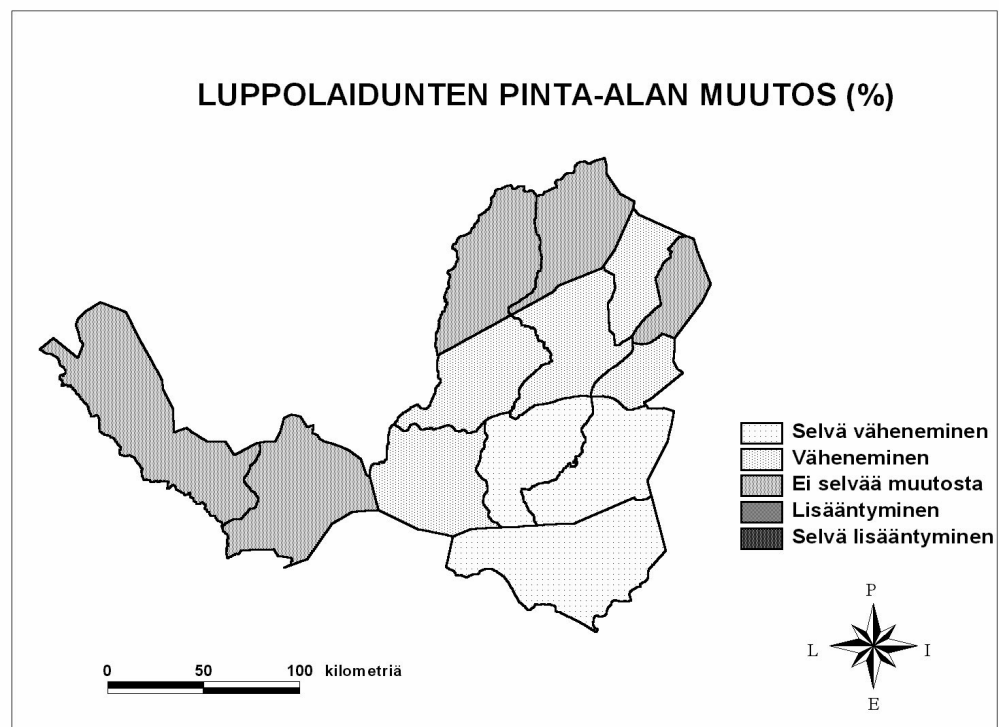 LUPPOLAIDUNTEN PINTA-ALAN MUUTOS (%)
Selvä väheneminen
Väheneminen
Ei selvää muutosta
Lisääntyminen
Selvä lisääntyminen
P
L I
E
0 50 100 kilometriä